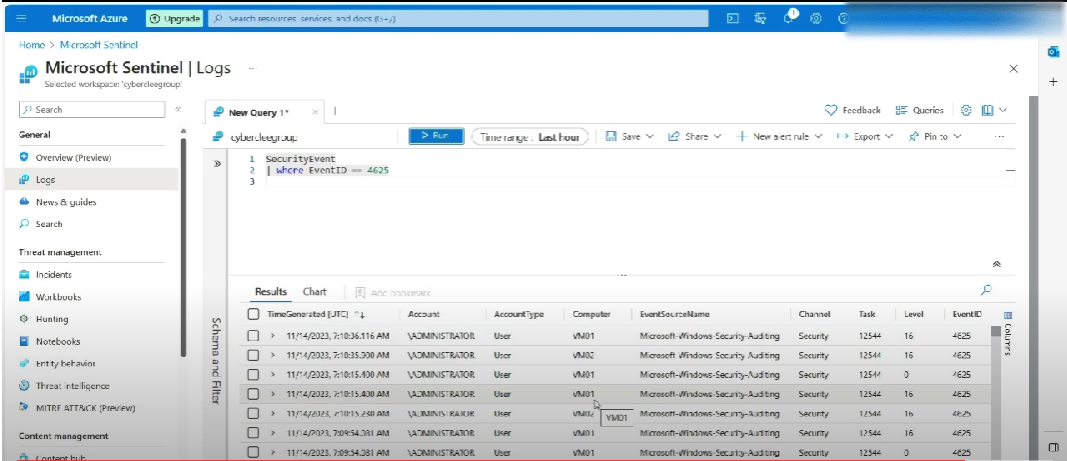 Microsoft Azure
Upgrade
Search resources, services, and docs (G+/)
1
Home > Microsoft Sentinel
Microsoft Sentinel | Logs ...
Selected workspace: 'cybercleegroup'
Search
General
Overview (Preview)
Logs
News & guides
Search
Threat management
Incidents
Workbooks
Hunting
Notebooks
Entity behavior
Threat intelligence
MITRE ATT&CK (Preview)
Content management
Content hub
New Query 1*
Feedback
Queries
cybercleegroup
Run
Time range : Last hour
Save
Share
New alert rule
Export
Pin to
...
1 SecurityEvent
2 | where EventID == 4625
3
Schema and Filter
Results Chart Add bookmark
TimeGenerated [UTC] Account AccountType Computer EventSourceName Channel Task Level EventID
11/14/2023, 7:10:36.116 AM \ADMINISTRATOR User VM01 Microsoft-Windows-Security-Auditing Security 12544 16 4625
11/14/2023, 7:10:35.900 AM \ADMINISTRATOR User VM02 Microsoft-Windows-Security-Auditing Security 12544 16 4625
11/14/2023, 7:10:15.400 AM \ADMINISTRATOR User VM01 Microsoft-Windows-Security-Auditing Security 12544 0 4625
11/14/2023, 7:10:15.400 AM \ADMINISTRATOR User VM01 Microsoft-Windows-Security-Auditing Security 12544 16 4625
11/14/2023, 7:10:15.230 AM \ADMINISTRATOR User VM02 Microsoft-Windows-Security-Auditing Security 12544 16 4625
VM01
11/14/2023, 7:09:54.081 AM \ADMINISTRATOR User VM01 Microsoft-Windows-Security-Auditing Security 12544 16 4625
11/14/2023, 7:09:54.081 AM \ADMINISTRATOR User VM01 Microsoft-Windows-Security-Auditing Security 12544 0 4625
Columns